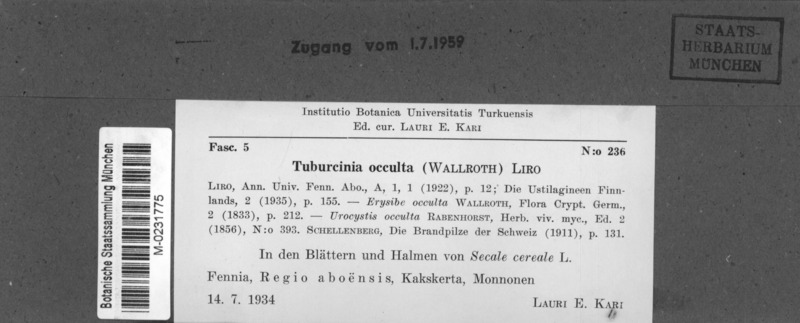 Zugang vom 1.7.1959
STAATS-
HERBARIUM
MÜNCHEN
Botanische Staatssammlung München
M-0231775
Institutio Botanica Universitatis Turkuensis
Ed. cur. LAURI E. KARI
Fasc. 5 N:o 236
Tuburcinia occulta (WALLROTH) LIRO
LIRO, Ann. Univ. Fenn. Abo., A, 1, 1 (1922), p. 12; Die Ustilagineen Finn-
lands, 2 (1935), p. 155. — Erysibe occulta WALLROTH, Flora Crypt. Germ.,
2 (1833), p. 212. — Urocystis occulta RABENHORST, Herb. viv. myc., Ed. 2
(1856), N:o 393. SCHELLENBERG, Die Brandpilze der Schweiz (1911), p. 131.
In den Blättern und Halmen von Secale cereale L.
Fennia, Regio aboënsis, Kakskerta, Monnonen
14. 7. 1934 LAURI E. KARI